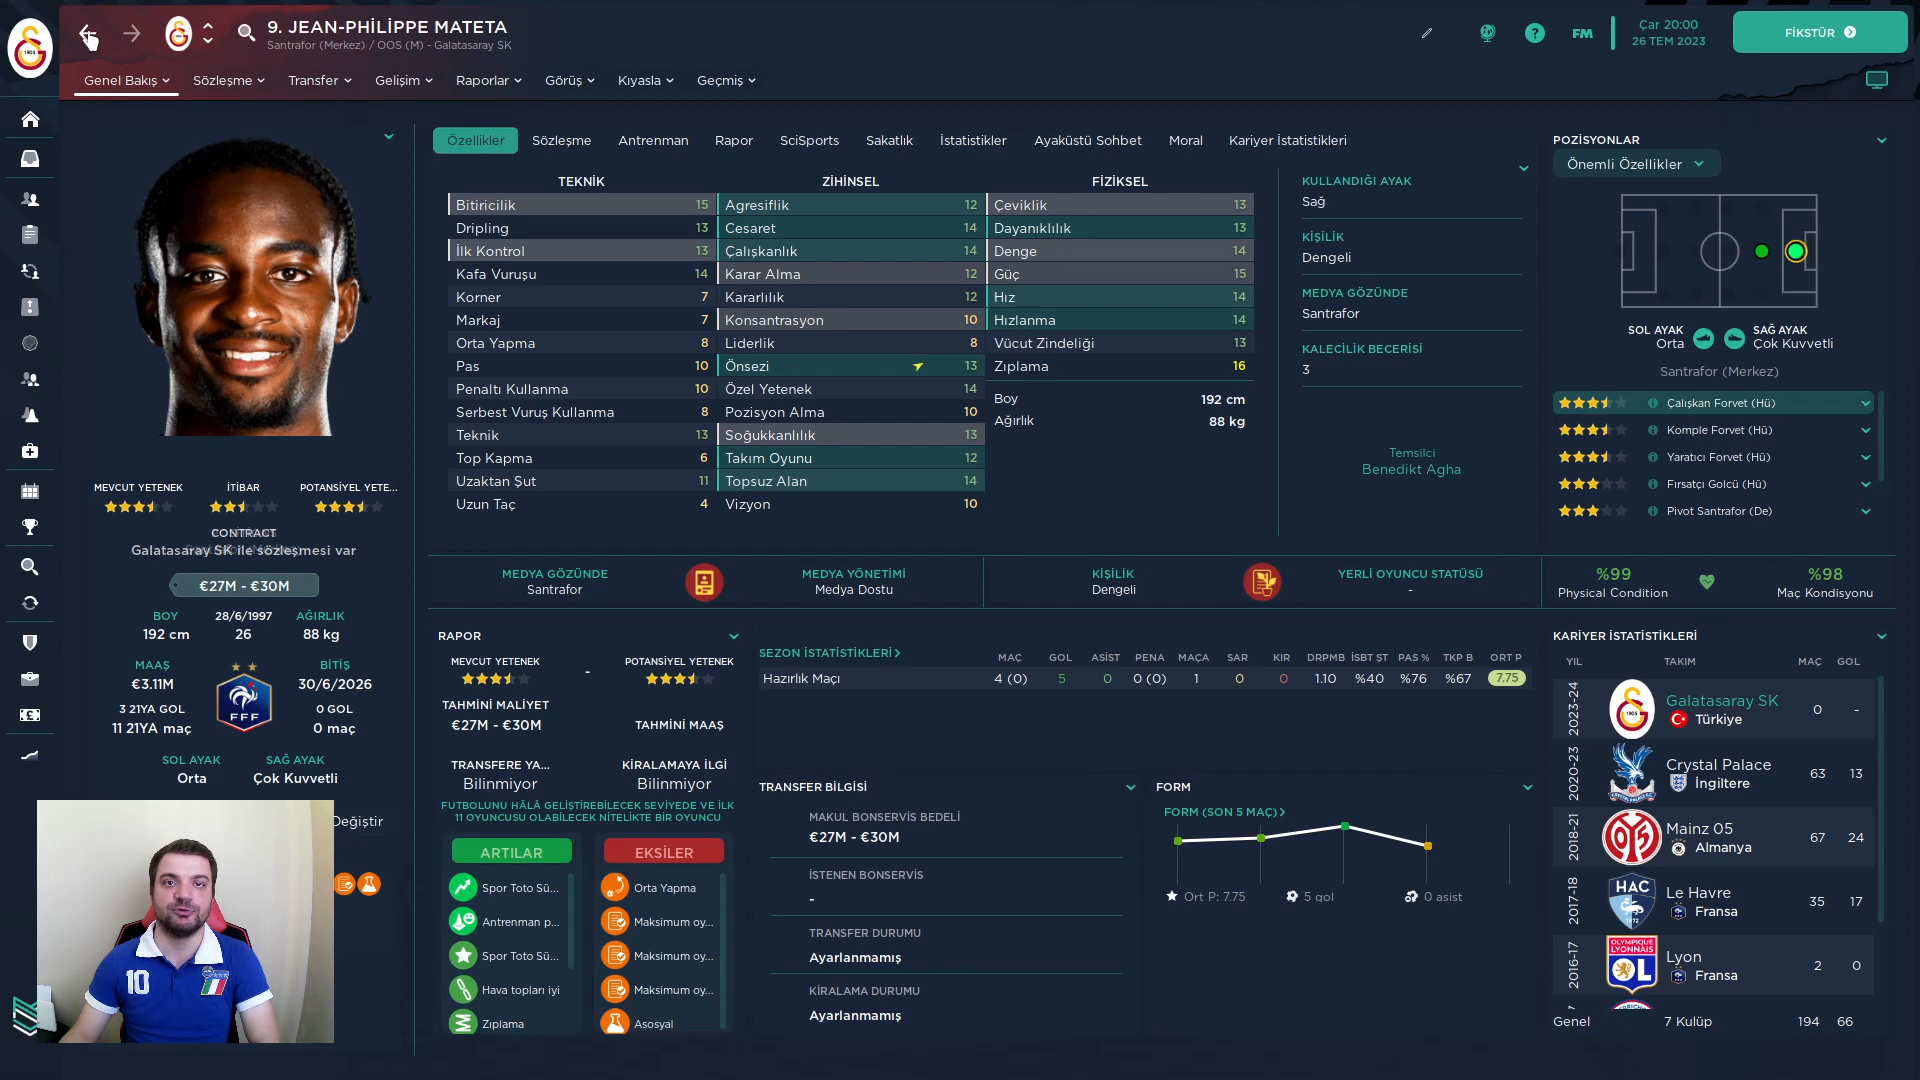 9. JEAN-PHİLİPPE MATETA
Santrafor (Merkez) / OOS (M) - Galatasaray SK
FM
Çar 20:00
26 TEM 2023
FİKSTÜR
Genel Bakış
Sözleşme
Transfer
Gelişim
Raporlar
Görüş
Kıyasla
Geçmiş
Özellikler
Sözleşme
Antrenman
Rapor
SciSports
Sakatlık
İstatistikler
Ayaküstü Sohbet
Moral
Kariyer İstatistikleri
TEKNİK
Bitiricilik 15
Dripling 13
İlk Kontrol 13
Kafa Vuruşu 14
Korner 7
Markaj 7
Orta Yapma 8
Pas 10
Penaltı Kullanma 10
Serbest Vuruş Kullanma 8
Teknik 13
Top Kapma 6
Uzaktan Şut 11
Uzun Taç 4
ZİHİNSEL
Agresiflik 12
Cesaret 14
Çalışkanlık 14
Karar Alma 12
Kararlılık 12
Konsantrasyon 10
Liderlik 8
Önsezi 13
Özel Yetenek 14
Pozisyon Alma 10
Soğukkanlılık 13
Takım Oyunu 12
Topsuz Alan 14
Vizyon 10
FİZİKSEL
Çeviklik 13
Dayanıklılık 13
Denge 14
Güç 15
Hız 14
Hızlanma 14
Vücut Zindeliği 13
Zıplama 16
Boy 192 cm
Ağırlık 88 kg
KULLANDIĞI AYAK
Sağ
KİŞİLİK
Dengeli
MEDYA GÖZÜNDE
Santrafor
KALECİLİK BECERİSİ
3
Temsilci
Benedikt Agha
POZİSYONLAR
Önemli Özellikler
SOL AYAK
Orta
SAĞ AYAK
Çok Kuvvetli
Santrafor (Merkez)
Çalışkan Forvet (Hü)
Komple Forvet (Hü)
Yaratıcı Forvet (Hü)
Fırsatçı Golcü (Hü)
Pivot Santrafor (De)
MEVCUT YETENEK
İTİBAR
POTANSİYEL YETE...
CONTRACT
Galatasaray SK ile sözleşmesi var
€27M - €30M
BOY
192 cm
28/6/1997
26
AĞIRLIK
88 kg
MAAŞ
€3.11M
BİTİŞ
30/6/2026
3 21YA GOL
11 21YA maç
FFF
0 GOL
0 maç
SOL AYAK
Orta
SAĞ AYAK
Çok Kuvvetli
Değiştir
10
MEDYA GÖZÜNDE
Santrafor
MEDYA YÖNETİMİ
Medya Dostu
KİŞİLİK
Dengeli
YERLİ OYUNCU STATÜSÜ
-
%99
Physical Condition
%98
Maç Kondisyonu
RAPOR
MEVCUT YETENEK
-
POTANSİYEL YETENEK
TAHMİNİ MALİYET
€27M - €30M
TAHMİNİ MAAŞ
TRANSFERE YA...
Bilinmiyor
KİRALAMAYA İLGİ
Bilinmiyor
FUTBOLUNU HÂLÂ GELİŞTİREBİLECEK SEVİYEDE VE İLK
11 OYUNCUSU OLABİLECEK NİTELİKTE BİR OYUNCU
ARTILAR
Spor Toto Sü...
Antrenman p...
Spor Toto Sü...
Hava topları iyi
Zıplama
EKSİLER
Orta Yapma
Maksimum oy...
Maksimum oy...
Maksimum oy...
Asosyal
SEZON İSTATİSTİKLERİ
MAÇ GOL ASİST PENA MAÇA SAR KIR DRPMB İSBT ŞT PAS % TKP B ORT P
Hazırlık Maçı 4 (0) 5 0 0 (0) 1 0 0 1.10 %40 %76 %67 7.75
TRANSFER BİLGİSİ
MAKUL BONSERVİS BEDELİ
€27M - €30M
İSTENEN BONSERVİS
-
TRANSFER DURUMU
Ayarlanmamış
KİRALAMA DURUMU
Ayarlanmamış
FORM
FORM (SON 5 MAÇ)
Ort P: 7.75
5 gol
0 asist
KARİYER İSTATİSTİKLERİ
YIL TAKIM MAÇ GOL
2023-24 Galatasaray SK Türkiye 0 -
2020-23 Crystal Palace İngiltere 63 13
2018-21 Mainz 05 Almanya 67 24
2017-18 Le Havre Fransa 35 17
2016-17 Lyon Fransa 2 0
Genel 7 Kulüp 194 66